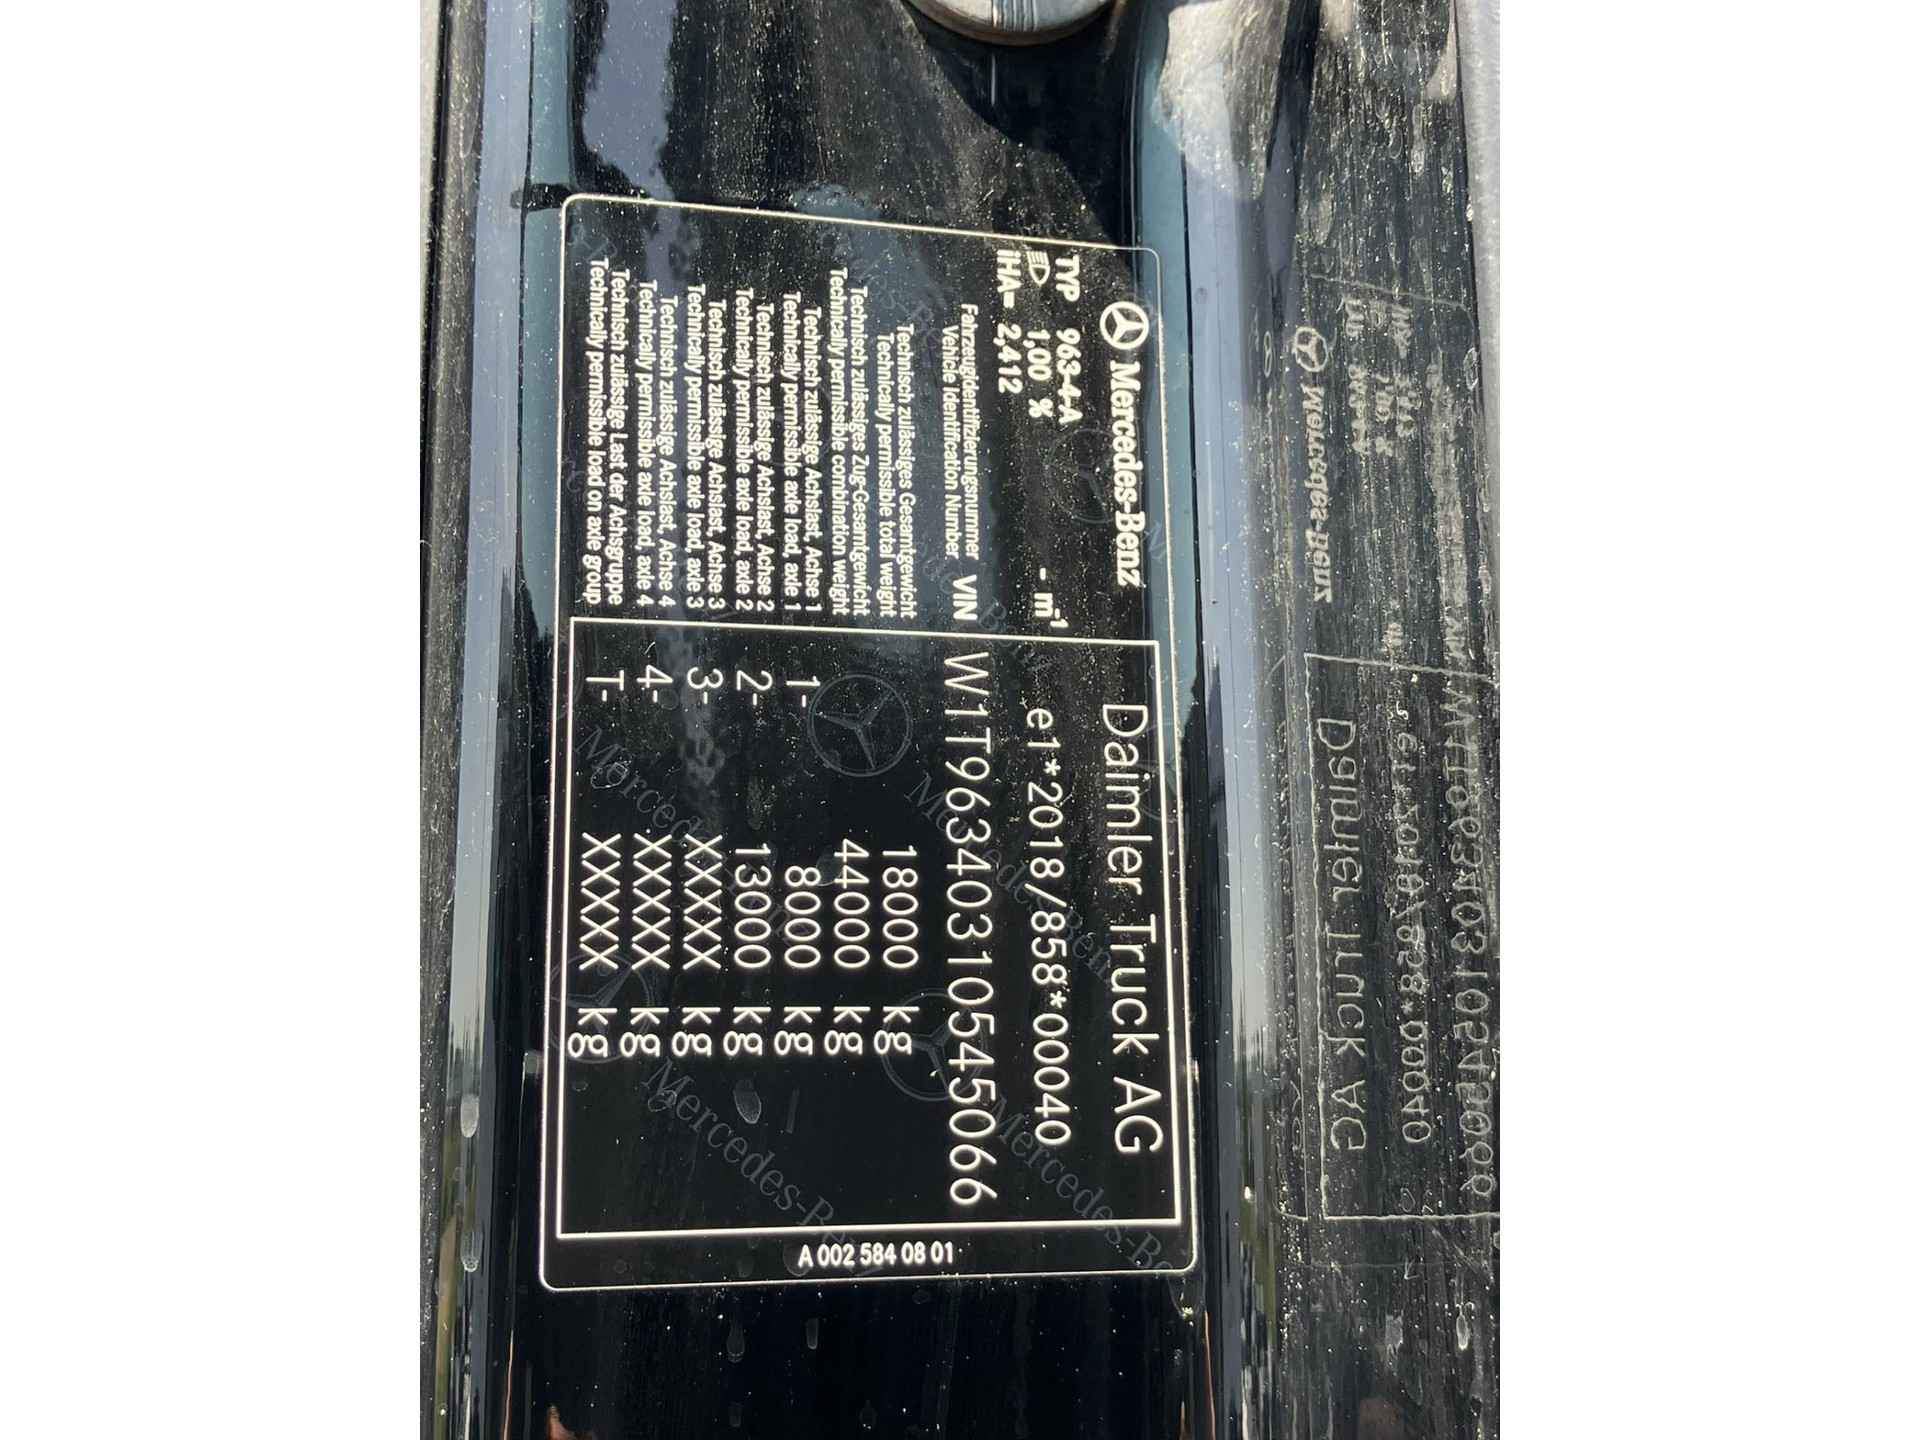 Mercedes-Benz
Daimler Truck AG
TYP 963-4-A
1,00 % - m⁻¹
e1*2018/858*00040
iHA= 2,412
Fahrzeugidentifizierungsnummer
Vehicle Identification Number VIN
W1T96340310545066
Technisch zulässiges Gesamtgewicht
Technically permissible total weight
18000 kg
Technisch zulässiges Zug-Gesamtgewicht
Technically permissible combination weight
44000 kg
Technisch zulässige Achslast, Achse 1
Technically permissible axle load, axle 1
1- 8000 kg
Technisch zulässige Achslast, Achse 2
Technically permissible axle load, axle 2
2- 13000 kg
Technisch zulässige Achslast, Achse 3
Technically permissible axle load, axle 3
3- XXXXX kg
Technisch zulässige Achslast, Achse 4
Technically permissible axle load, axle 4
4- XXXXX kg
Technisch zulässige Last der Achsgruppe
Technically permissible load on axle group
T- XXXXX kg
A 002 584 08 01